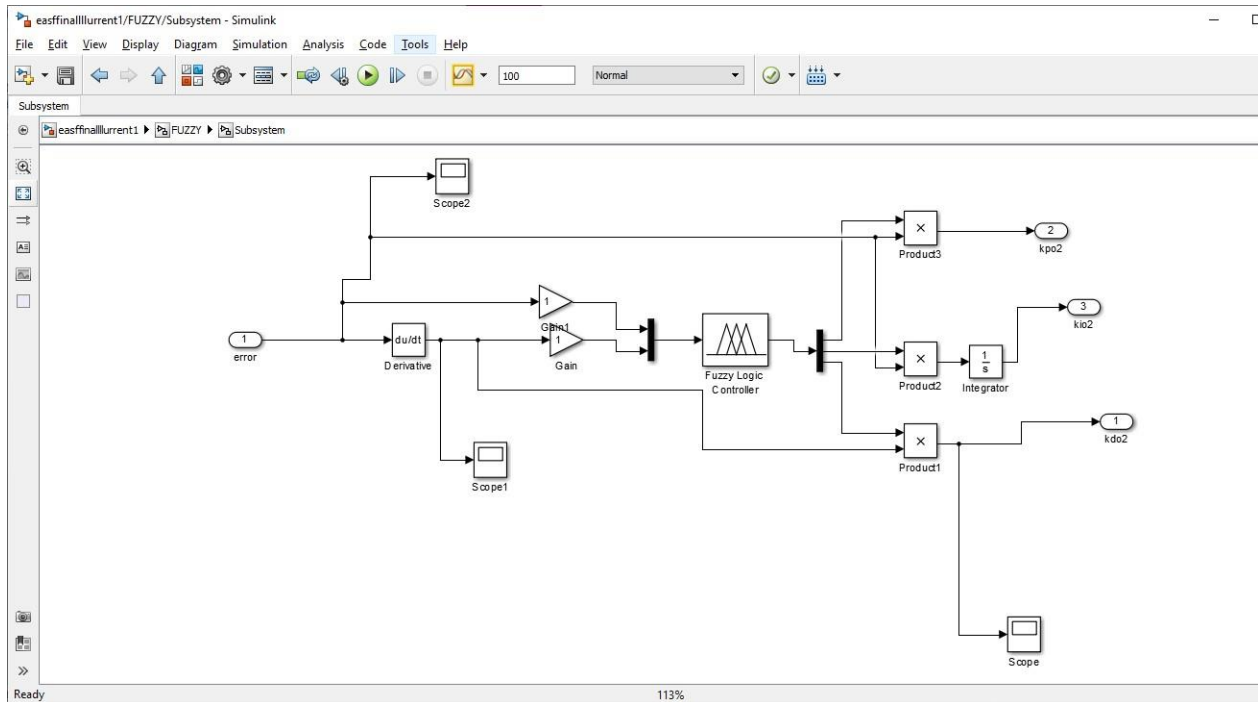 easffinallllurrent1/FUZZY/Subsystem - Simulink
File Edit View Display Diagram Simulation Analysis Code Tools Help
100 Normal
Subsystem
easffinallllurrent1 FUZZY Subsystem
Scope2
×
Product3
2
kpo2
1
Gain1
3
kio2
1
error
du/dt
Derivative
1
Gain
Fuzzy Logic
Controller
×
Product2
1
s
Integrator
×
Product1
1
kdo2
Scope1
Scope
Ready 113%